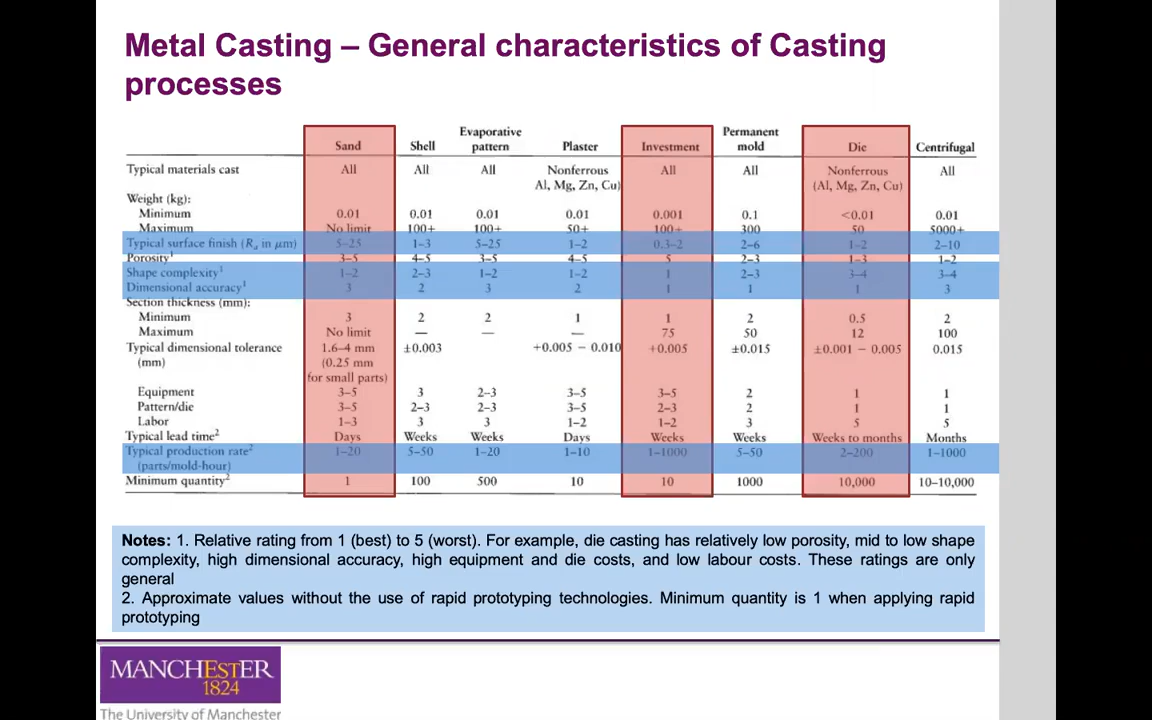 Metal Casting – General characteristics of Casting
processes
Sand Shell Evaporative pattern Plaster Investment Permanent mold Die Centrifugal
Typical materials cast All All All Nonferrous Al, Mg, Zn, Cu) All All Nonferrous (Al, Mg, Zn, Cu) All
Weight (kg):
Minimum 0.01 0.01 0.01 0.01 0.001 0.1 <0.01 0.01
Maximum No limit 100+ 100+ 50+ 100+ 300 50 5000+
Typical surface finish (Ra in µm) 5–25 1–3 5–25 1–2 0.3–2 2–6 1–2 2–10
Porosity¹ 3–5 4–5 3–5 4–5 5 2–3 1–3 1–2
Shape complexity¹ 1–2 2–3 1–2 1–2 1 2–3 3–4 3–4
Dimensional accuracy¹ 3 2 3 2 1 1 1 3
Section thickness (mm):
Minimum 3 2 2 1 1 2 0.5 2
Maximum No limit — — — 75 50 12 100
Typical dimensional tolerance (mm) 1.6–4 mm (0.25 mm for small parts) ±0.003 +0.005 – 0.010 +0.005 ±0.015 ±0.001 – 0.005 0.015
Equipment 3–5 3 2–3 3–5 3–5 2 1 1
Pattern/die 3–5 2–3 2–3 3–5 2–3 2 1 1
Labor 1–3 3 3 1–2 1–2 3 5 5
Typical lead time² Days Weeks Weeks Days Weeks Weeks Weeks to months Months
Typical production rate² (parts/mold-hour) 1–20 5–50 1–20 1–10 1–1000 5–50 2–200 1–1000
Minimum quantity² 1 100 500 10 10 1000 10,000 10–10,000
Notes: 1. Relative rating from 1 (best) to 5 (worst). For example, die casting has relatively low porosity, mid to low shape
complexity, high dimensional accuracy, high equipment and die costs, and low labour costs. These ratings are only
general
2. Approximate values without the use of rapid prototyping technologies. Minimum quantity is 1 when applying rapid
prototyping
MANCHESTER
1824
The University of Manchester